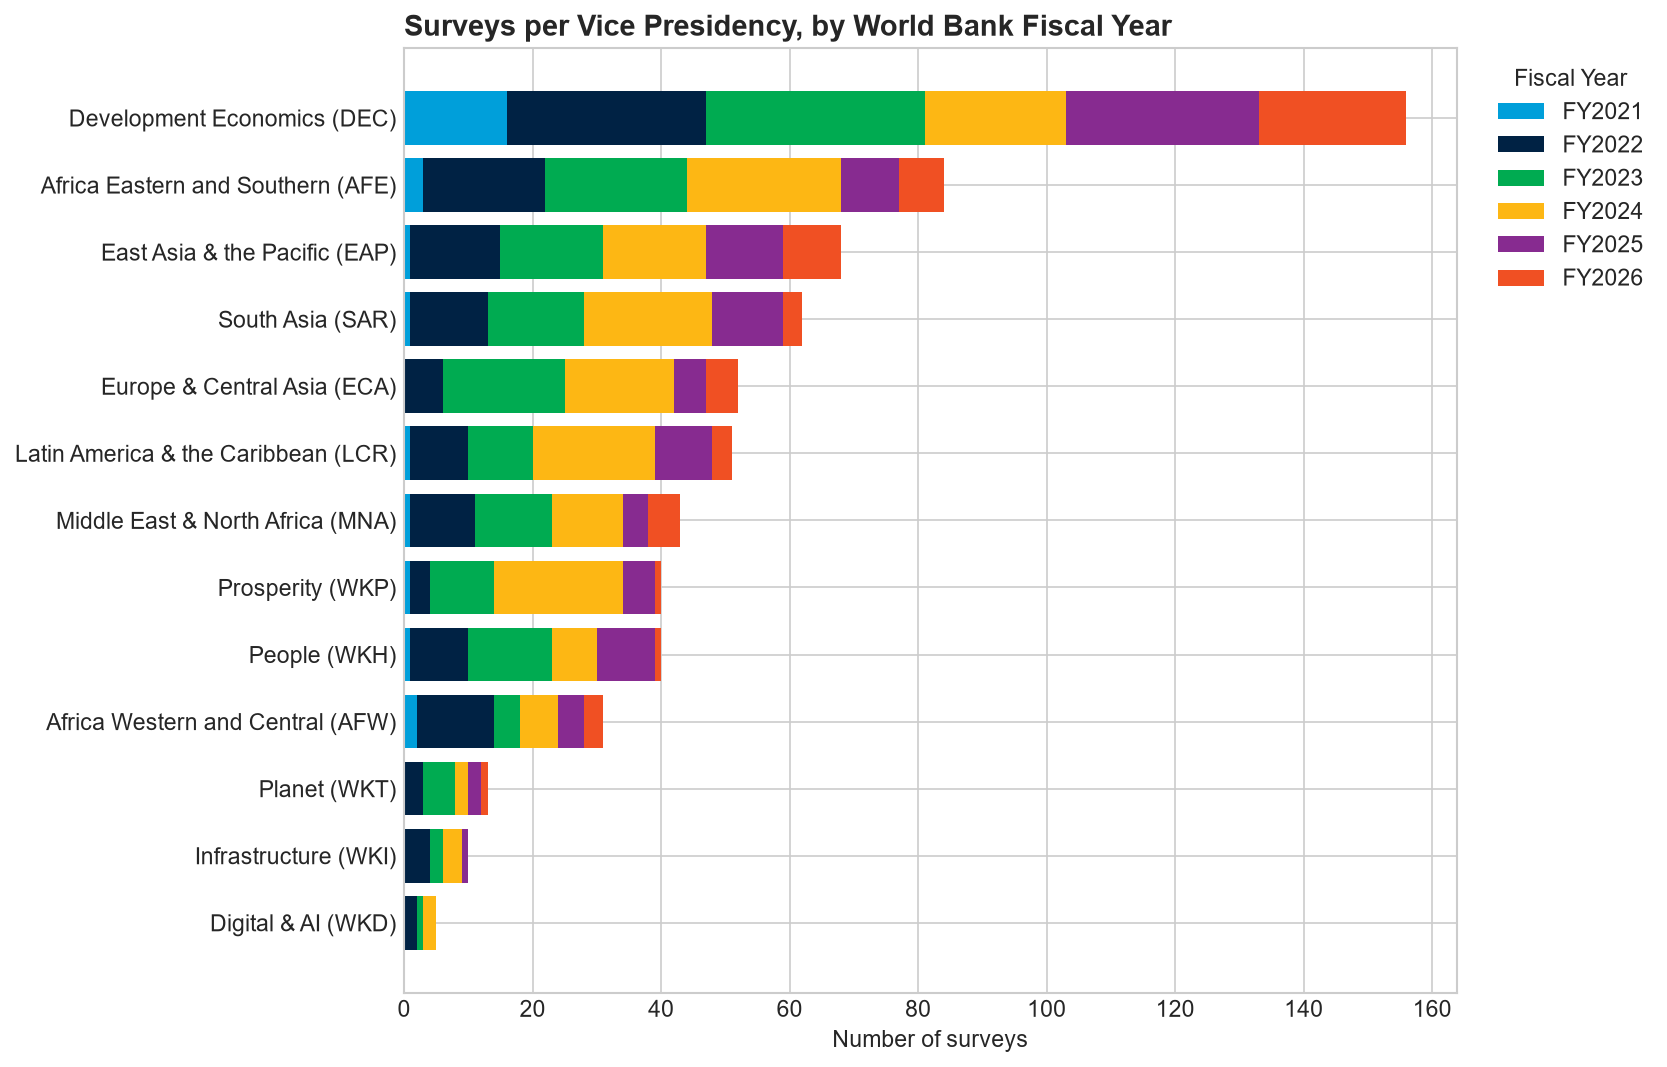 Surveys per Vice Presidency, by World Bank Fiscal Year
Fiscal Year
FY2021
FY2022
FY2023
FY2024
FY2025
FY2026
Development Economics (DEC)
Africa Eastern and Southern (AFE)
East Asia & the Pacific (EAP)
South Asia (SAR)
Europe & Central Asia (ECA)
Latin America & the Caribbean (LCR)
Middle East & North Africa (MNA)
Prosperity (WKP)
People (WKH)
Africa Western and Central (AFW)
Planet (WKT)
Infrastructure (WKI)
Digital & AI (WKD)
0 20 40 60 80 100 120 140 160
Number of surveys